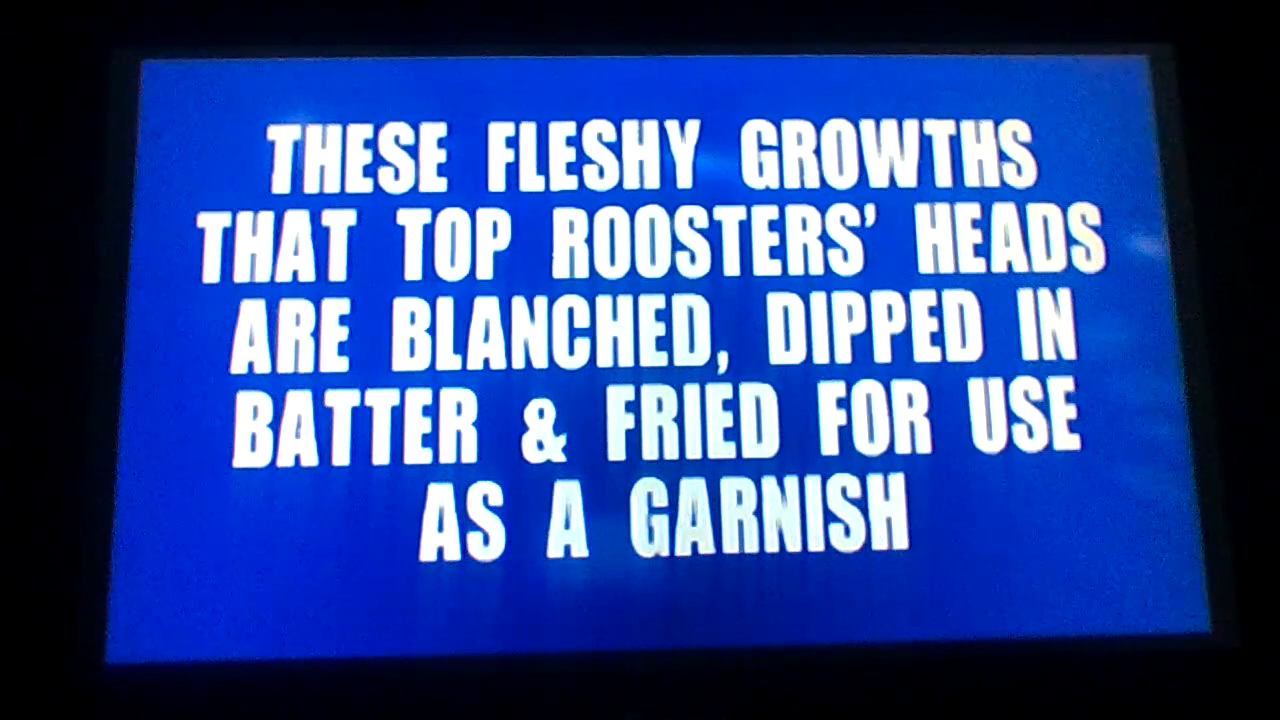 THESE FLESHY GROWTHS
THAT TOP ROOSTERS' HEADS
ARE BLANCHED, DIPPED IN
BATTER & FRIED FOR USE
AS A GARNISH